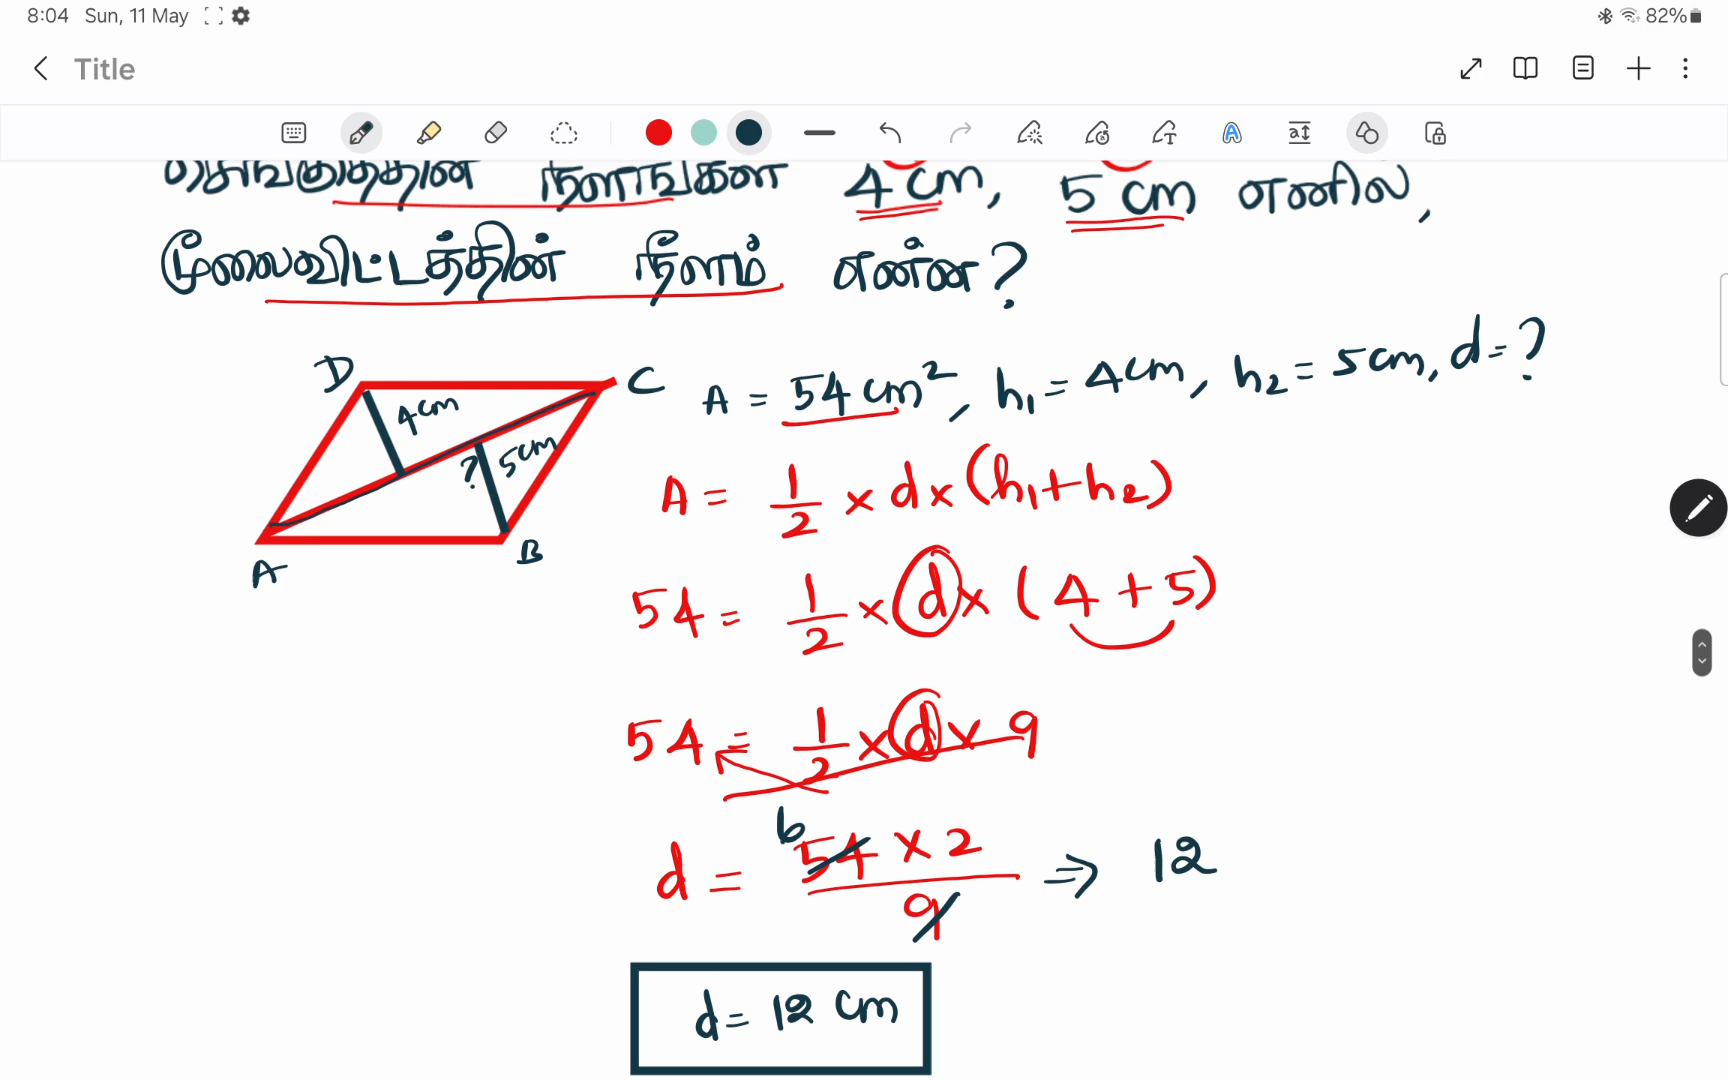 8:04 Sun, 11 May 82%
Title
செங்குத்தின் நீளங்கள் 4 cm, 5 cm எனில்,
மூலைவிட்டத்தின் நீளம் என்ன?
D
C
4cm
5cm
?
A
B
A = 54 cm², h₁ = 4cm, h₂ = 5cm, d = ?
A = 1/2 × d × (h₁+h₂)
54 = 1/2 × d × (4 + 5)
54 = 1/2 × d × 9
6
d = 54 × 2 / 9 ⇒ 12
d = 12 cm